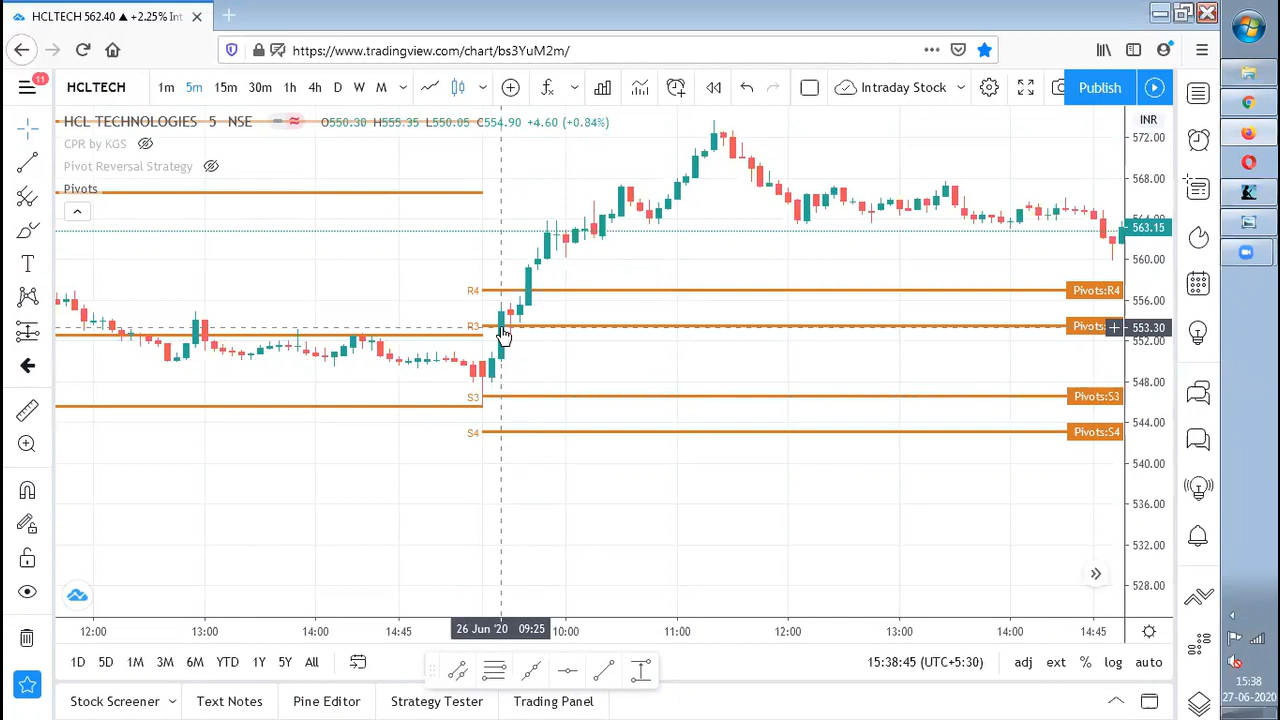 HCLTECH 562.40 ▲ +2.25% Int
https://www.tradingview.com/chart/bs3YuM2m/
11
HCLTECH 1m 5m 15m 30m 1h 4h D W M Intraday Stock Publish
HCL TECHNOLOGIES 5 NSE O550.30 H555.35 L550.05 C554.90 +4.60 (+0.84%)
CPR by KGS
Pivot Reversal Strategy
Pivots
INR
572.00
568.00
564.00
563.15
560.00
556.00
553.30
552.00
548.00
544.00
540.00
536.00
532.00
528.00
R4 Pivots:R4
R3 Pivots:
S3 Pivots:S3
S4 Pivots:S4
12:00 13:00 14:00 14:45 26 Jun '20 09:25 10:00 11:00 12:00 13:00 14:00 14:45
1D 5D 1M 3M 6M YTD 1Y 5Y All 15:38:45 (UTC+5:30) adj ext % log auto
Stock Screener Text Notes Pine Editor Strategy Tester Trading Panel
15:38
27-06-2020